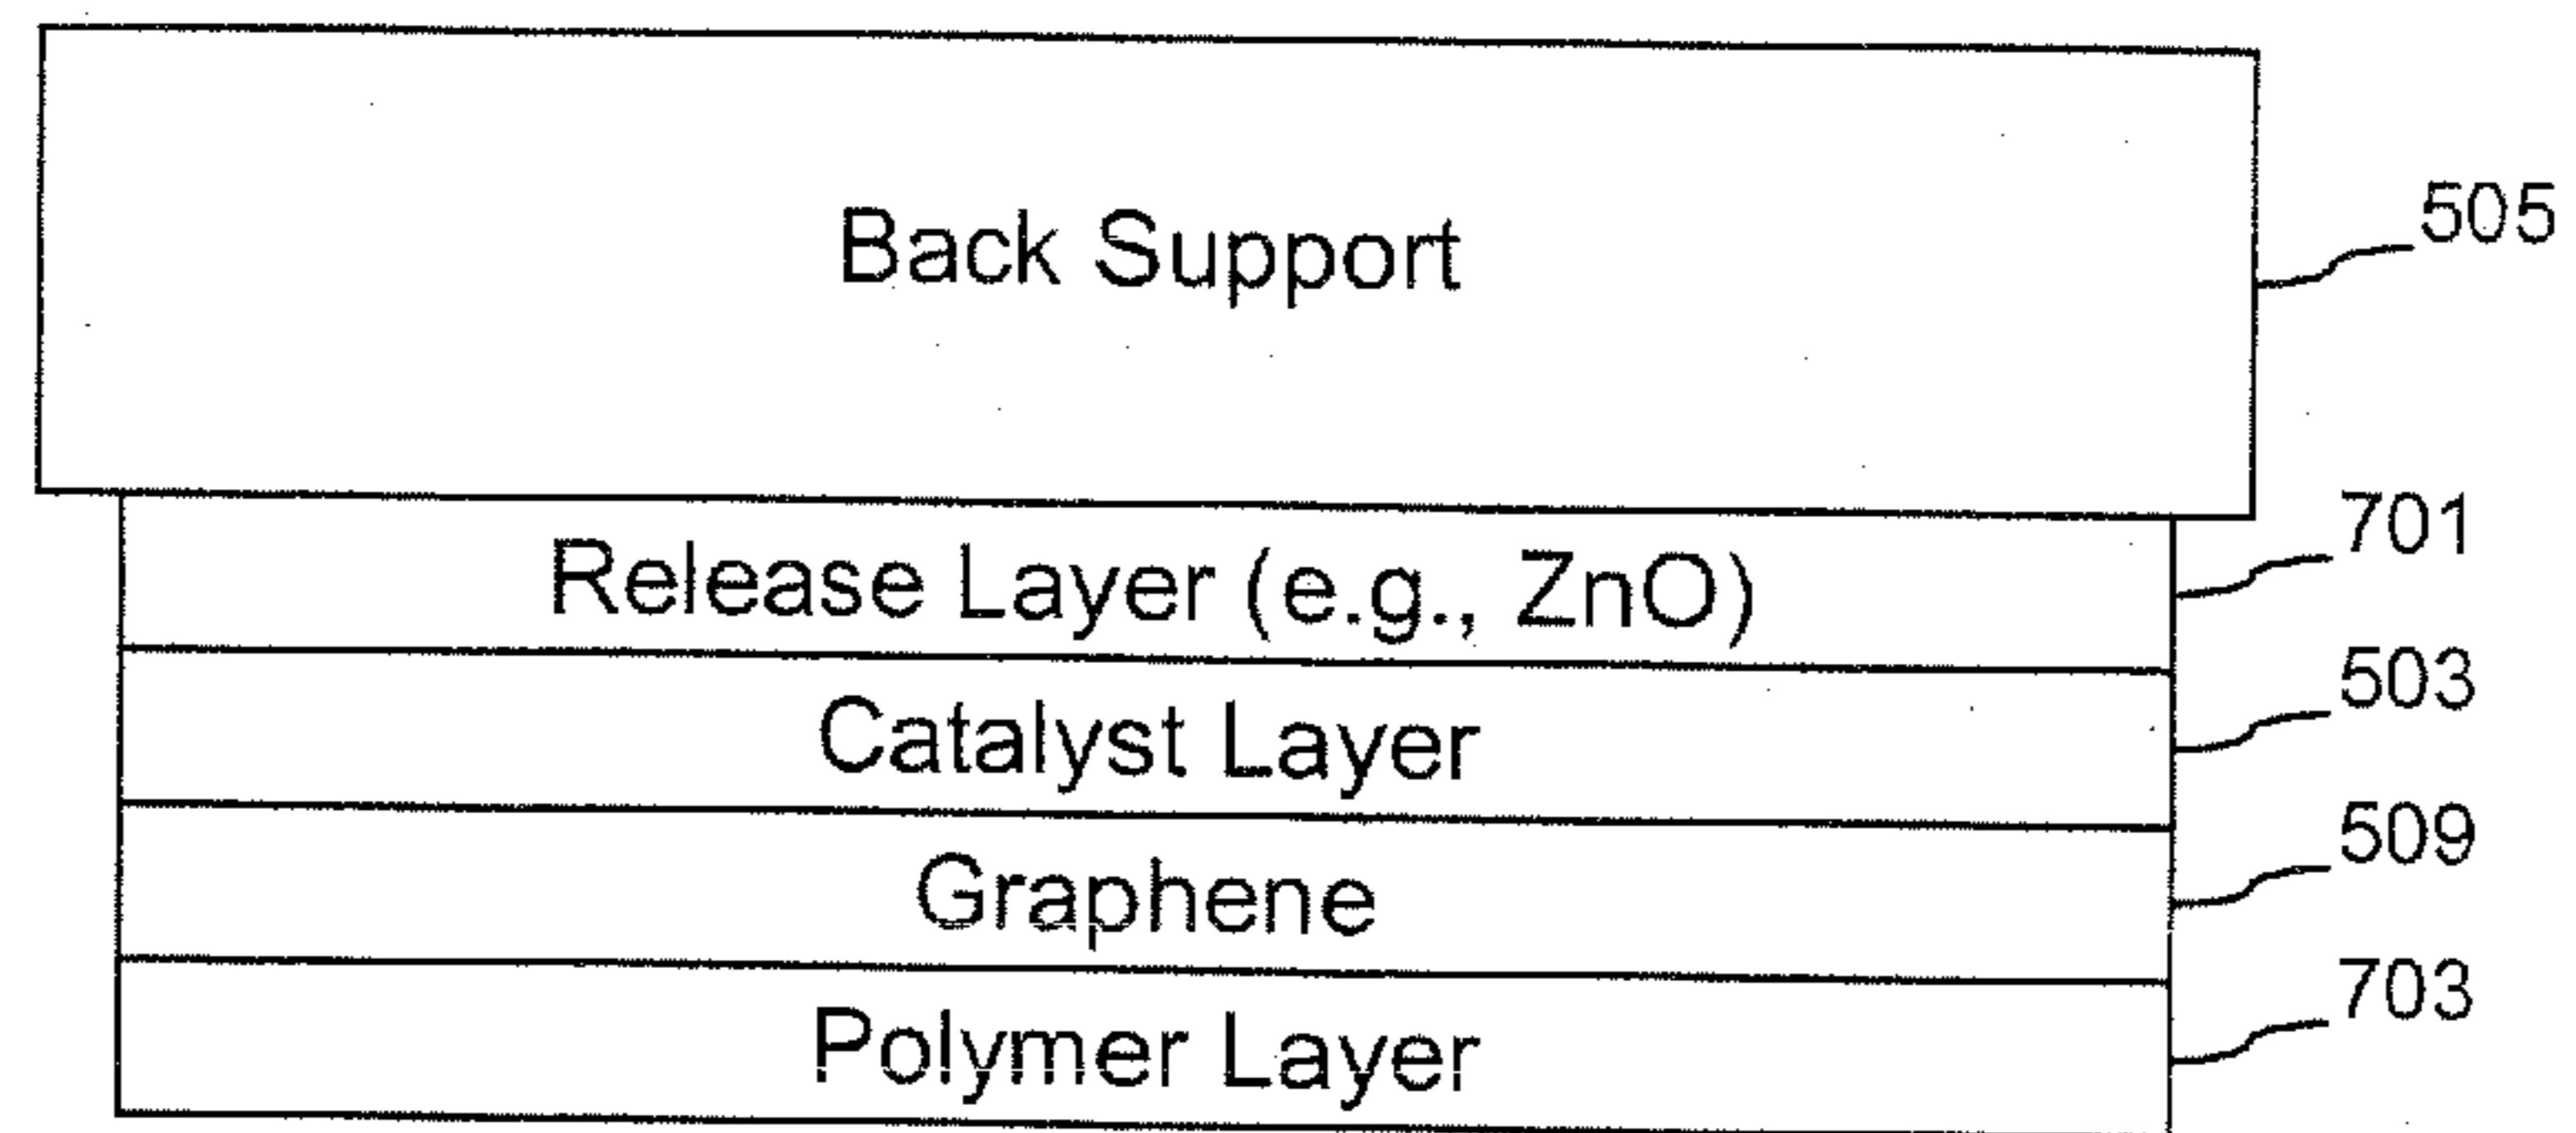 Back Support
505
Release Layer (e.g., ZnO)
701
Catalyst Layer
503
Graphene
509
Polymer Layer
703